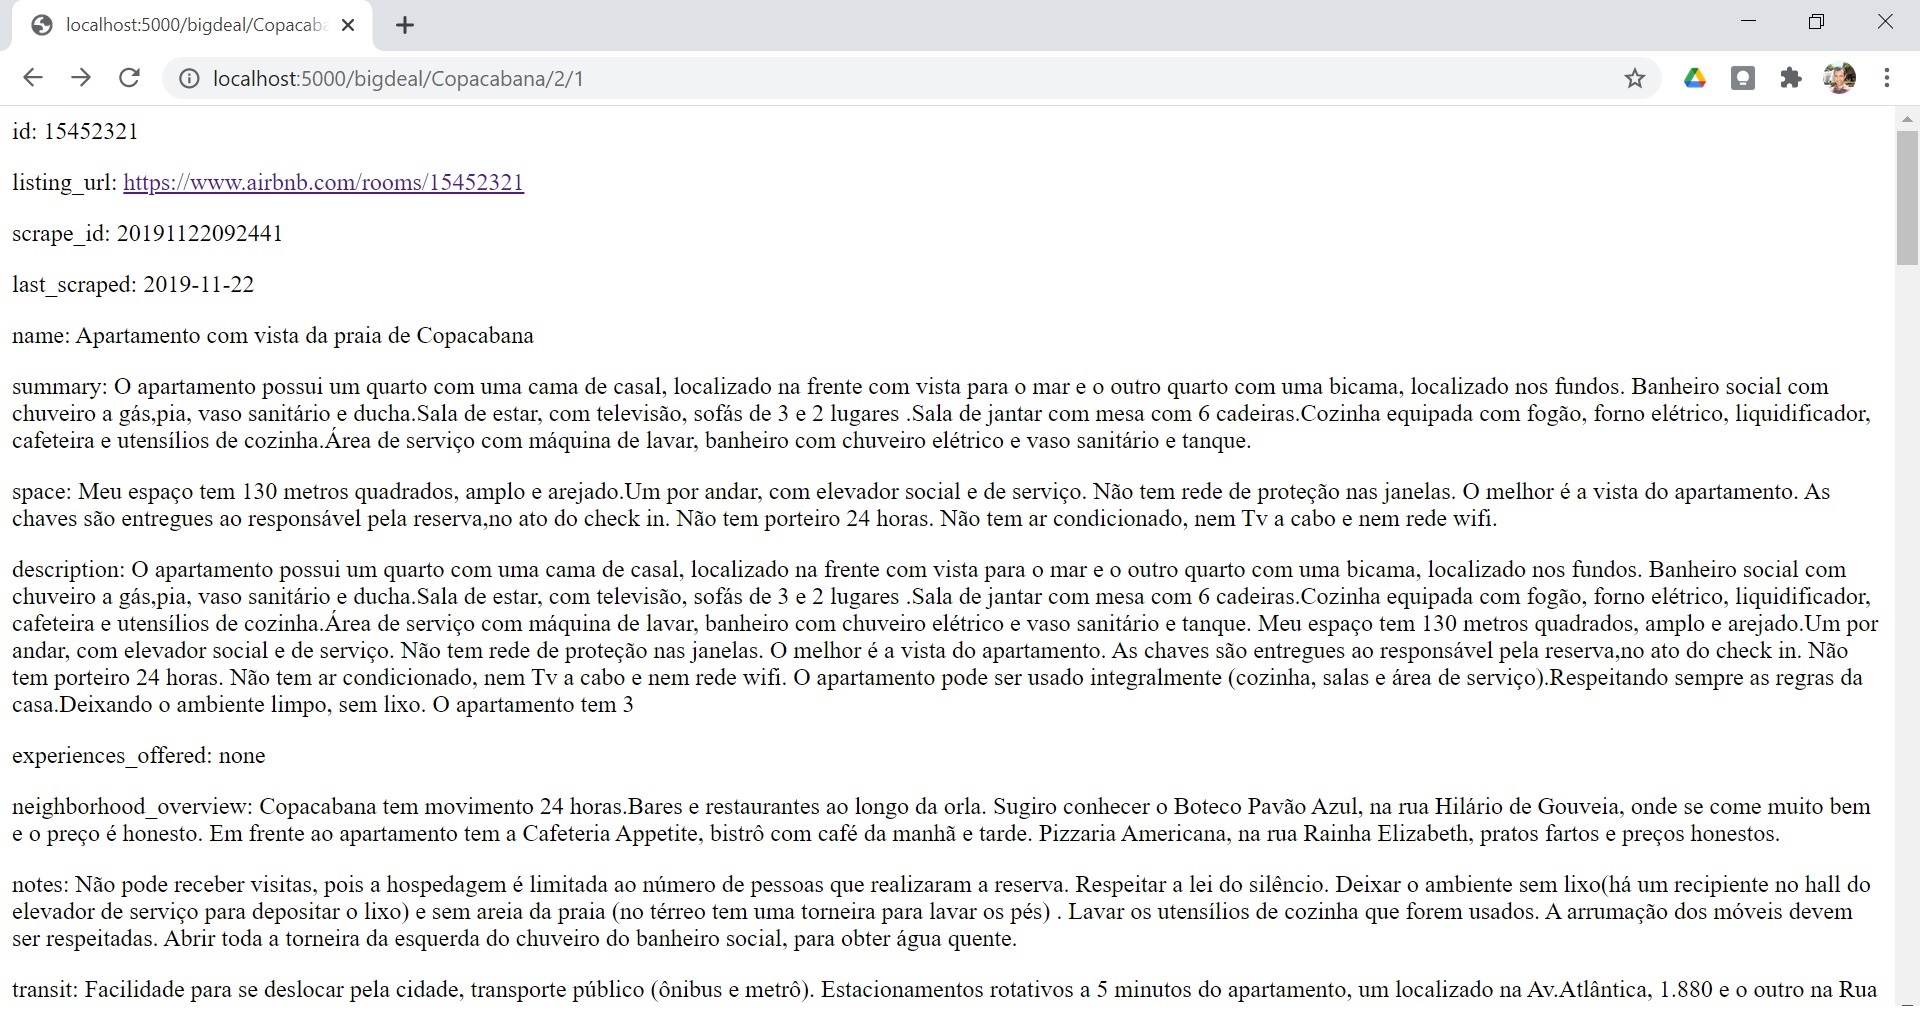 localhost:5000/bigdeal/Copacaba
localhost:5000/bigdeal/Copacabana/2/1
id: 15452321
listing_url: https://www.airbnb.com/rooms/15452321
scrape_id: 20191122092441
last_scraped: 2019-11-22
name: Apartamento com vista da praia de Copacabana
summary: O apartamento possui um quarto com uma cama de casal, localizado na frente com vista para o mar e o outro quarto com uma bicama, localizado nos fundos. Banheiro social com
chuveiro a gás,pia, vaso sanitário e ducha.Sala de estar, com televisão, sofás de 3 e 2 lugares .Sala de jantar com mesa com 6 cadeiras.Cozinha equipada com fogão, forno elétrico, liquidificador,
cafeteira e utensílios de cozinha.Área de serviço com máquina de lavar, banheiro com chuveiro elétrico e vaso sanitário e tanque.
space: Meu espaço tem 130 metros quadrados, amplo e arejado.Um por andar, com elevador social e de serviço. Não tem rede de proteção nas janelas. O melhor é a vista do apartamento. As
chaves são entregues ao responsável pela reserva,no ato do check in. Não tem porteiro 24 horas. Não tem ar condicionado, nem Tv a cabo e nem rede wifi.
description: O apartamento possui um quarto com uma cama de casal, localizado na frente com vista para o mar e o outro quarto com uma bicama, localizado nos fundos. Banheiro social com
chuveiro a gás,pia, vaso sanitário e ducha.Sala de estar, com televisão, sofás de 3 e 2 lugares .Sala de jantar com mesa com 6 cadeiras.Cozinha equipada com fogão, forno elétrico, liquidificador,
cafeteira e utensílios de cozinha.Área de serviço com máquina de lavar, banheiro com chuveiro elétrico e vaso sanitário e tanque. Meu espaço tem 130 metros quadrados, amplo e arejado.Um por
andar, com elevador social e de serviço. Não tem rede de proteção nas janelas. O melhor é a vista do apartamento. As chaves são entregues ao responsável pela reserva,no ato do check in. Não
tem porteiro 24 horas. Não tem ar condicionado, nem Tv a cabo e nem rede wifi. O apartamento pode ser usado integralmente (cozinha, salas e área de serviço).Respeitando sempre as regras da
casa.Deixando o ambiente limpo, sem lixo. O apartamento tem 3
experiences_offered: none
neighborhood_overview: Copacabana tem movimento 24 horas.Bares e restaurantes ao longo da orla. Sugiro conhecer o Boteco Pavão Azul, na rua Hilário de Gouveia, onde se come muito bem
e o preço é honesto. Em frente ao apartamento tem a Cafeteria Appetite, bistrô com café da manhã e tarde. Pizzaria Americana, na rua Rainha Elizabeth, pratos fartos e preços honestos.
notes: Não pode receber visitas, pois a hospedagem é limitada ao número de pessoas que realizaram a reserva. Respeitar a lei do silêncio. Deixar o ambiente sem lixo(há um recipiente no hall do
elevador de serviço para depositar o lixo) e sem areia da praia (no térreo tem uma torneira para lavar os pés) . Lavar os utensílios de cozinha que forem usados. A arrumação dos móveis devem
ser respeitadas. Abrir toda a torneira da esquerda do chuveiro do banheiro social, para obter água quente.
transit: Facilidade para se deslocar pela cidade, transporte público (ônibus e metrô). Estacionamentos rotativos a 5 minutos do apartamento, um localizado na Av.Atlântica, 1.880 e o outro na Rua